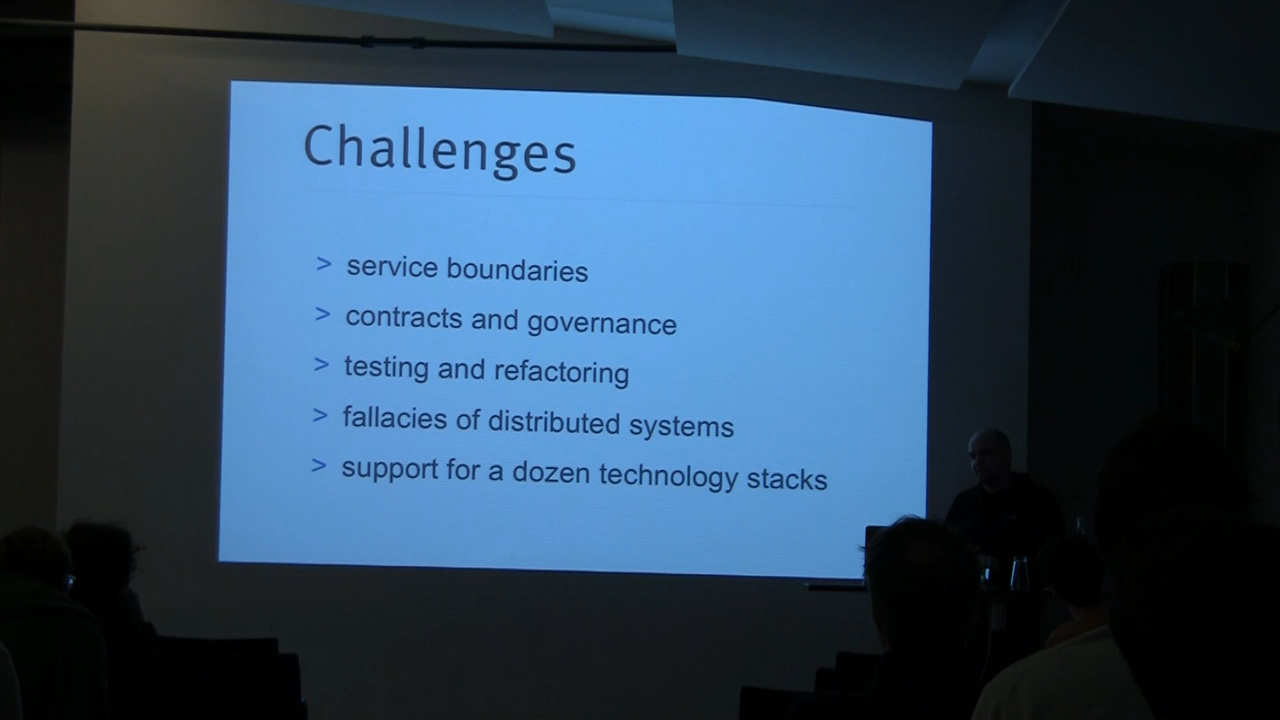 Challenges
> service boundaries
> contracts and governance
> testing and refactoring
> fallacies of distributed systems
> support for a dozen technology stacks